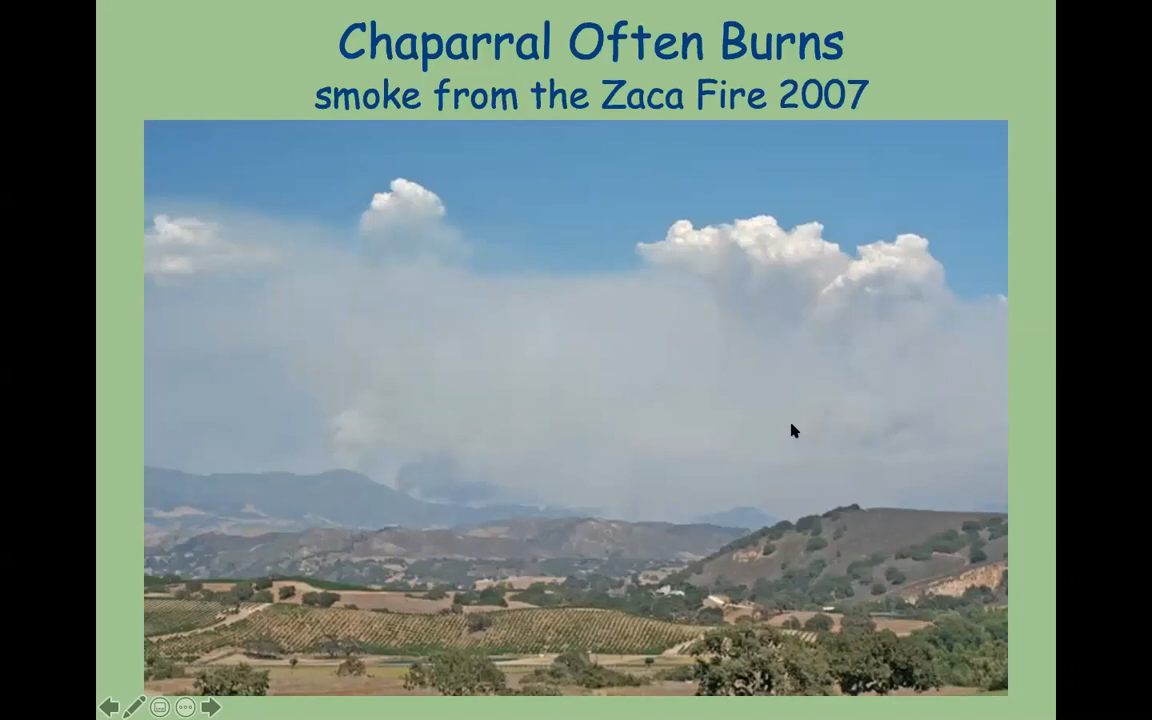 Chaparral Often Burns
smoke from the Zaca Fire 2007